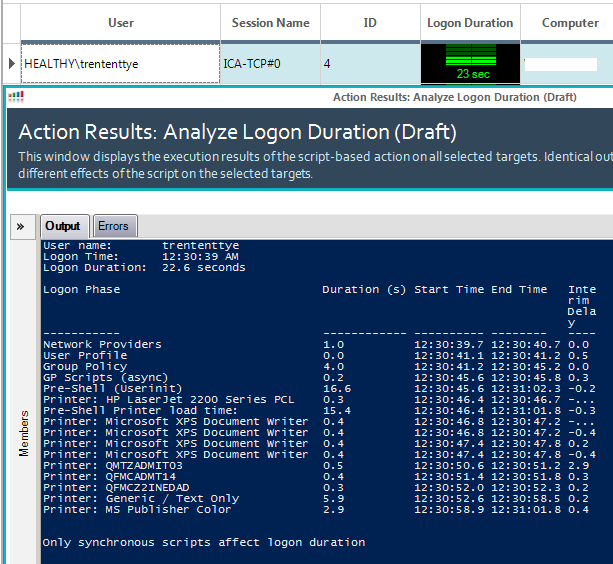 User Session Name ID Logon Duration Computer
HEALTHY\trententtye ICA-TCP#0 4 23 sec
Action Results: Analyze Logon Duration (Draft)
Action Results: Analyze Logon Duration (Draft)
This window displays the execution results of the script-based action on all selected targets. Identical out
different effects of the script on the selected targets.
» Output Errors
Members
User name: trententtye
Logon Time: 12:30:39 AM
Logon Duration: 22.6 seconds
Logon Phase Duration (s) Start Time End Time Inte
rim
Dela
y
----------- ------------ ---------- -------- ----
Network Providers 1.0 12:30:39.7 12:30:40.7 0.0
User Profile 0.0 12:30:41.1 12:30:41.2 0.5
Group Policy 4.0 12:30:41.2 12:30:45.2 0.0
GP Scripts (async) 0.2 12:30:45.6 12:30:45.8 0.3
Pre-Shell (Userinit) 16.6 12:30:45.6 12:31:02.3 -0.2
Printer: HP LaserJet 2200 Series PCL 0.3 12:30:46.4 12:30:46.7 -...
Pre-Shell Printer load time: 15.4 12:30:46.4 12:31:01.8 -0.3
Printer: Microsoft XPS Document Writer 0.4 12:30:46.8 12:30:47.2 -...
Printer: Microsoft XPS Document Writer 0.4 12:30:46.8 12:30:47.2 -0.4
Printer: Microsoft XPS Document Writer 0.4 12:30:47.4 12:30:47.8 0.2
Printer: Microsoft XPS Document Writer 0.4 12:30:47.4 12:30:47.8 -0.4
Printer: QMTZADMIT03 0.5 12:30:50.6 12:30:51.2 2.9
Printer: QFMCADMT14 0.4 12:30:51.4 12:30:51.8 0.3
Printer: QFMCZ2INEDAD 0.3 12:30:52.0 12:30:52.3 0.2
Printer: Generic / Text Only 5.9 12:30:52.6 12:30:58.5 0.2
Printer: MS Publisher Color 2.9 12:30:58.9 12:31:01.8 0.4
Only synchronous scripts affect logon duration